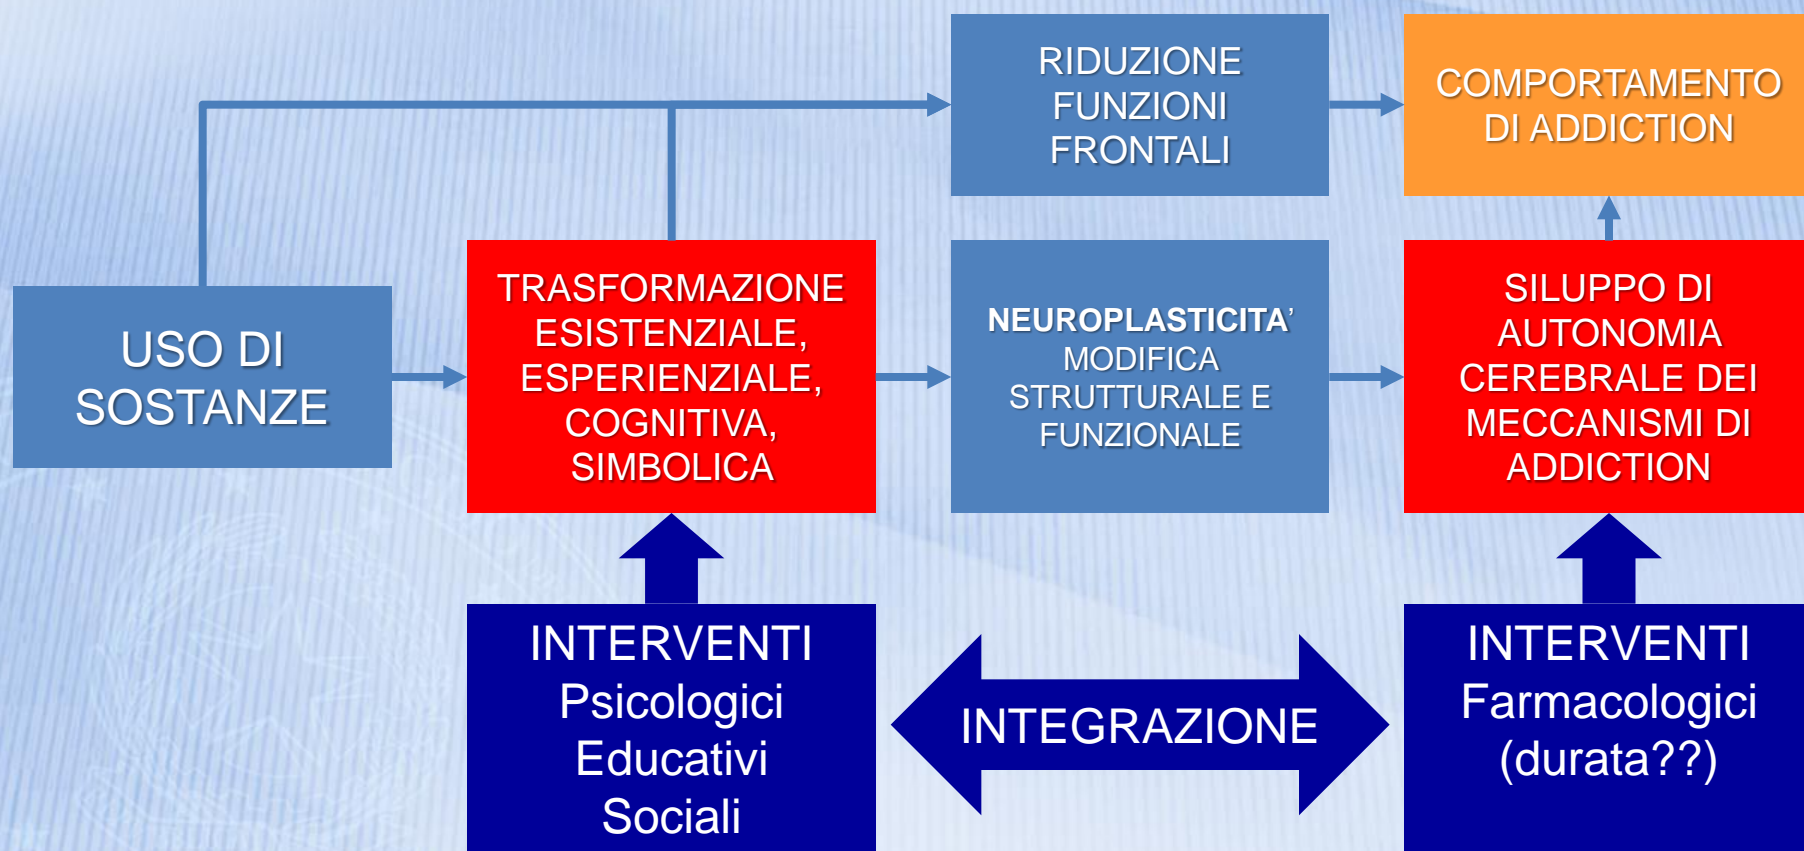 RIDUZIONE
FUNZIONI
FRONTALI
COMPORTAMENTO
DI ADDICTION
USO DI
SOSTANZE
TRASFORMAZIONE
ESISTENZIALE,
ESPERIENZIALE,
COGNITIVA,
SIMBOLICA
NEUROPLASTICITA’
MODIFICA
STRUTTURALE E
FUNZIONALE
SILUPPO DI
AUTONOMIA
CEREBRALE DEI
MECCANISMI DI
ADDICTION
INTERVENTI
Psicologici
Educativi
Sociali
INTEGRAZIONE
INTERVENTI
Farmacologici
(durata??)